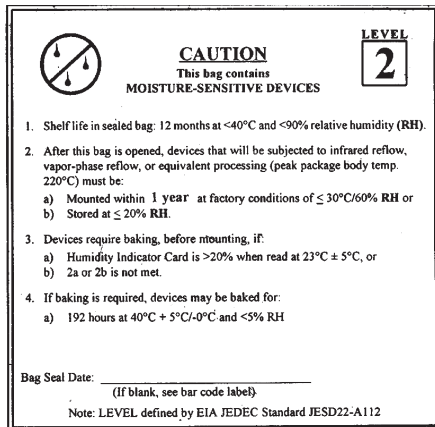 LEVEL
2
CAUTION
This bag contains
MOISTURE-SENSITIVE DEVICES
1. Shelf life in sealed bag: 12 months at <40°C and <90% relative humidity (RH).
2. After this bag is opened, devices that will be subjected to infrared reflow,
vapor-phase reflow, or equivalent processing (peak package body temp.
220°C) must be:
a) Mounted within 1 year at factory conditions of ≤ 30°C/60% RH or
b) Stored at ≤ 20% RH.
3. Devices require baking, before mounting, if:
a) Humidity Indicator Card is >20% when read at 23°C ± 5°C, or
b) 2a or 2b is not met.
4. If baking is required, devices may be baked for:
a) 192 hours at 40°C + 5°C/-0°C and <5% RH
Bag Seal Date:
(If blank, see bar code label)
Note: LEVEL defined by EIA JEDEC Standard JESD22-A112